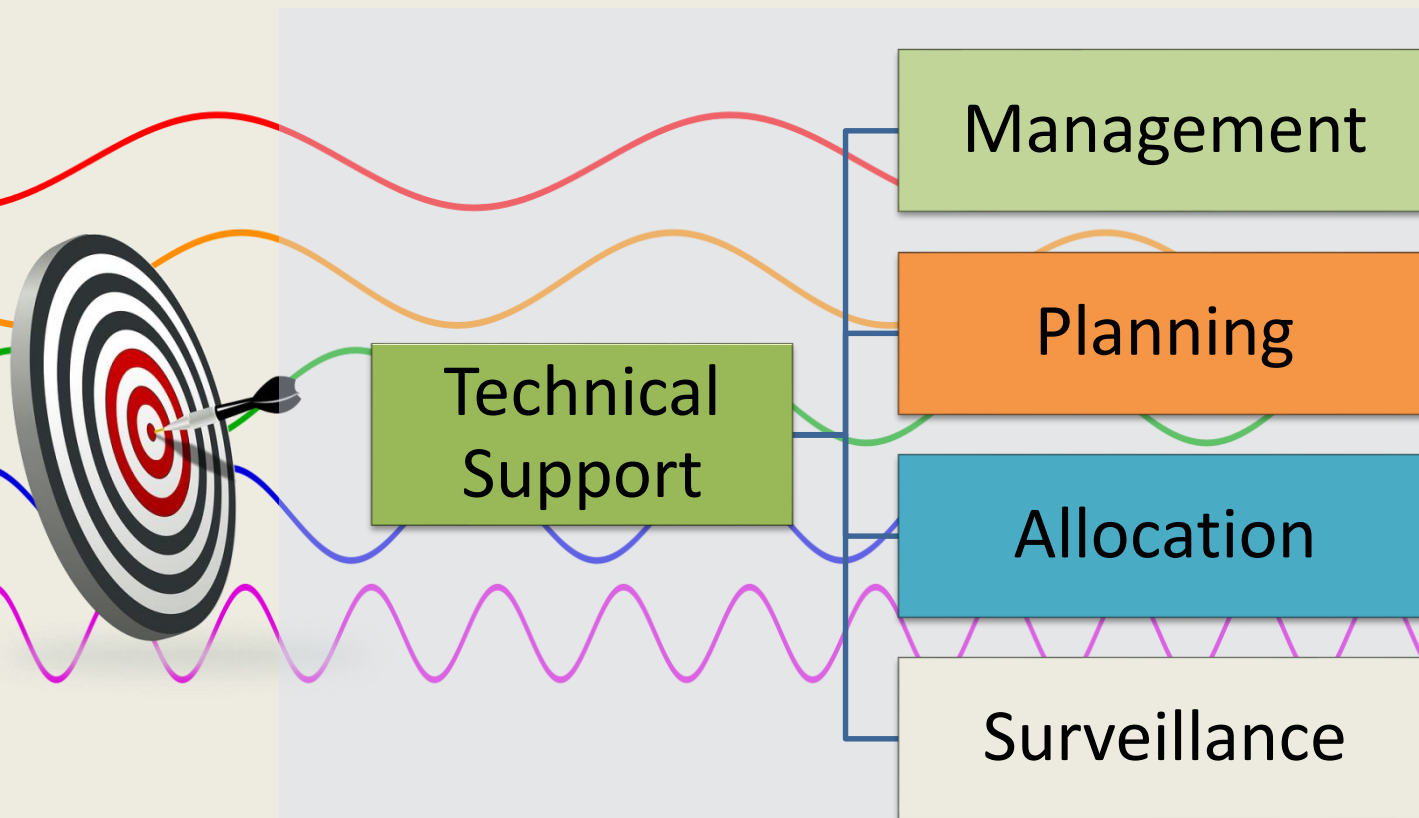 Management
Planning
Technical
Support
Allocation
Surveillance